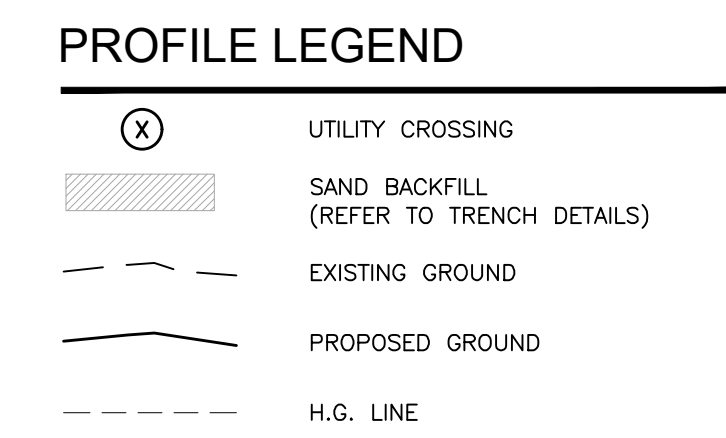 PROFILE LEGEND
X UTILITY CROSSING
SAND BACKFILL
(REFER TO TRENCH DETAILS)
EXISTING GROUND
PROPOSED GROUND
H.G. LINE